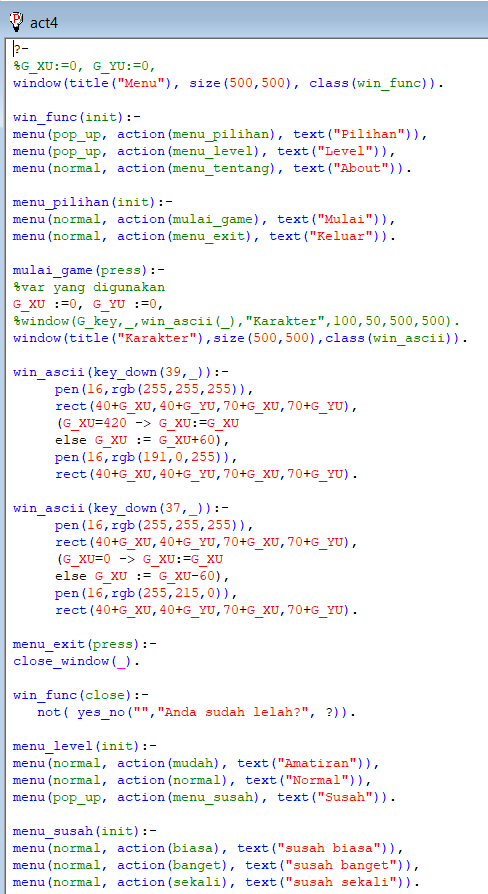 act4
?-
%G_XU:=0, G_YU:=0,
window(title("Menu"), size(500,500), class(win_func)).
win_func(init):-
menu(pop_up, action(menu_pilihan), text("Pilihan")),
menu(pop_up, action(menu_level), text("Level")),
menu(normal, action(menu_tentang), text("About")).
menu_pilihan(init):-
menu(normal, action(mulai_game), text("Mulai")),
menu(normal, action(menu_exit), text("Keluar")).
mulai_game(press):-
%var yang digunakan
G_XU :=0, G_YU :=0,
%window(G_key,_,win_ascii(_),"Karakter",100,50,500,500).
window(title("Karakter"),size(500,500),class(win_ascii)).
win_ascii(key_down(39,_)):-
pen(16,rgb(255,255,255)),
rect(40+G_XU,40+G_YU,70+G_XU,70+G_YU),
(G_XU=420 -> G_XU:=G_XU
else G_XU := G_XU+60),
pen(16,rgb(191,0,255)),
rect(40+G_XU,40+G_YU,70+G_XU,70+G_YU).
win_ascii(key_down(37,_)):-
pen(16,rgb(255,255,255)),
rect(40+G_XU,40+G_YU,70+G_XU,70+G_YU),
(G_XU=0 -> G_XU:=G_XU
else G_XU := G_XU-60),
pen(16,rgb(255,215,0)),
rect(40+G_XU,40+G_YU,70+G_XU,70+G_YU).
menu_exit(press):-
close_window(_).
win_func(close):-
not( yes_no("","Anda sudah lelah?", ?)).
menu_level(init):-
menu(normal, action(mudah), text("Amatiran")),
menu(normal, action(normal), text("Normal")),
menu(pop_up, action(menu_susah), text("Susah")).
menu_susah(init):-
menu(normal, action(biasa), text("susah biasa")),
menu(normal, action(banget), text("susah banget")),
menu(normal, action(sekali), text("susah sekali")).